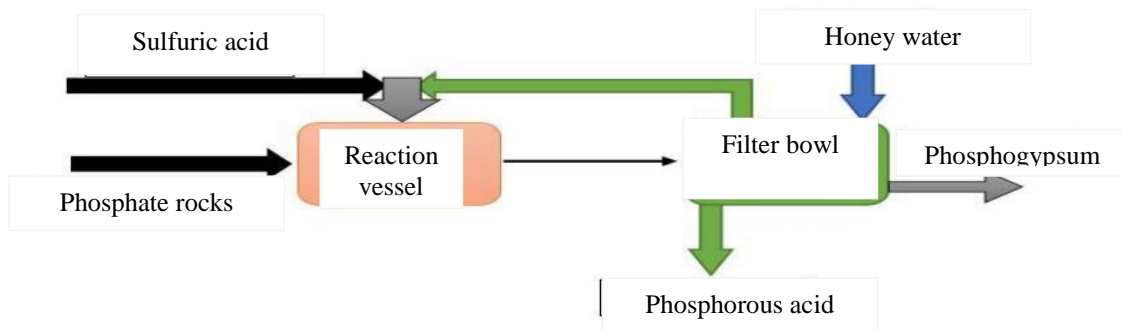 Sulfuric acid
Honey water
Reaction
vessel
Filter bowl
Phosphogypsum
Phosphate rocks
Phosphorous acid